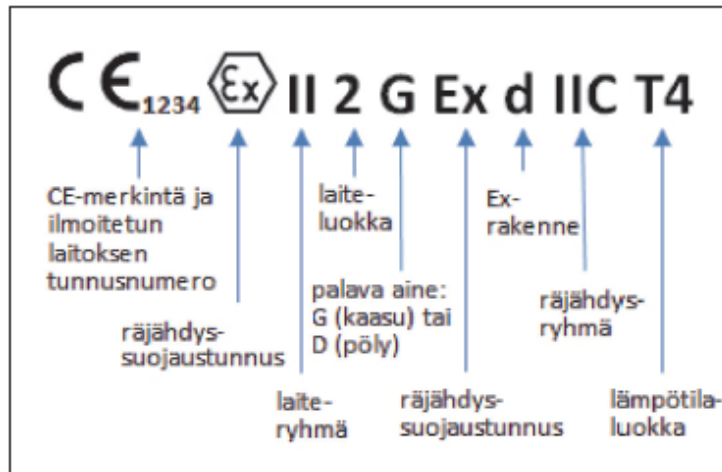 CE1234 Ex II 2 G Ex d IIC T4
CE-merkintä ja
ilmoitetun
laitoksen
tunnusnumero
räjähdys-
suojaustunnus
laite-
ryhmä
laite-
luokka
palava aine:
G (kaasu) tai
D (pöly)
räjähdys-
suojaustunnus
Ex-
rakenne
räjähdys-
ryhmä
lämpötila-
luokka